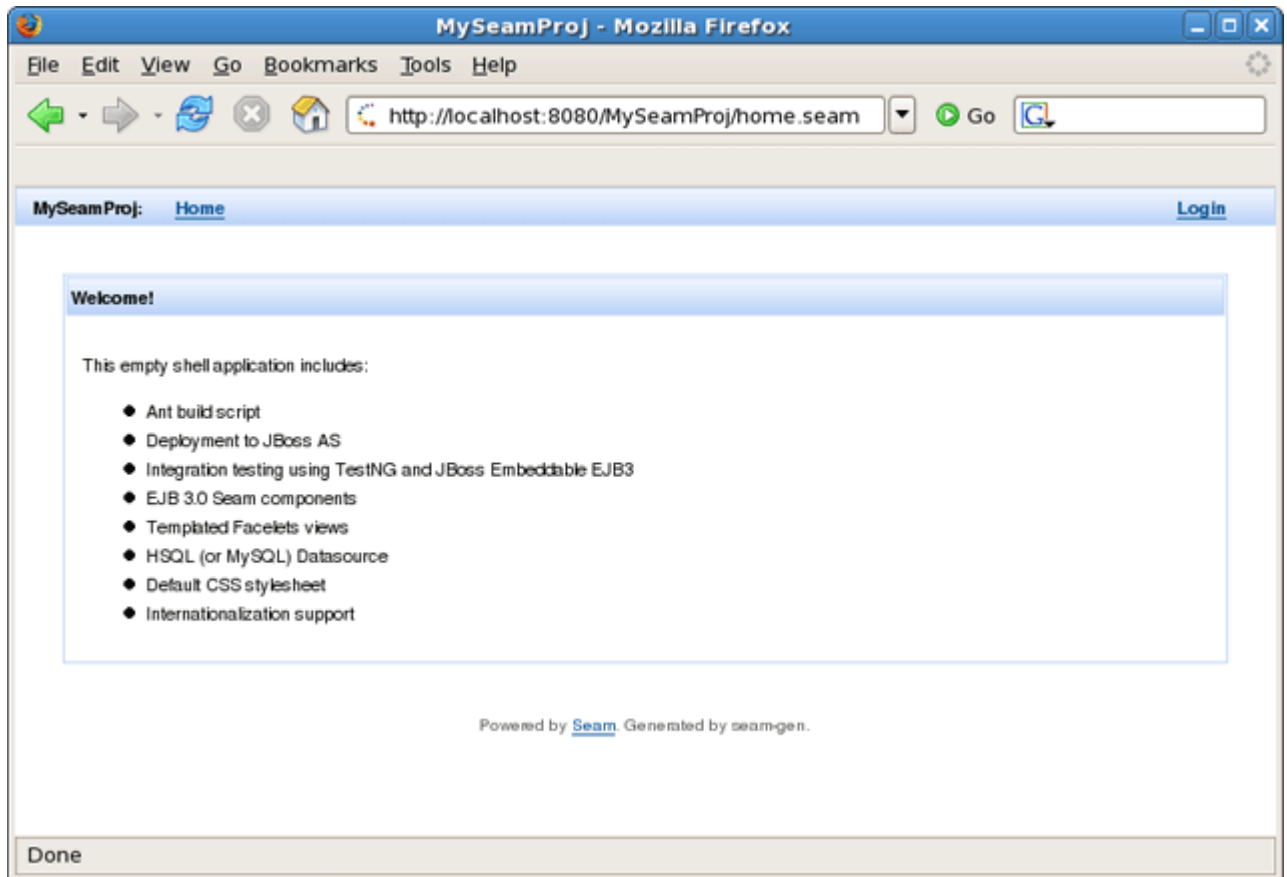 MySeamProj - Mozilla Firefox
File Edit View Go Bookmarks Tools Help
http://localhost:8080/MySeamProj/home.seam Go G
MySeamProj: Home Login
Welcome!
This empty shell application includes:
Ant build script
Deployment to JBoss AS
Integration testing using TestNG and JBoss Embeddable EJB3
EJB 3.0 Seam components
Templated Facelets views
HSQL (or MySQL) Datasource
Default CSS stylesheet
Internationalization support
Powered by Seam. Generated by seam-gen.
Done